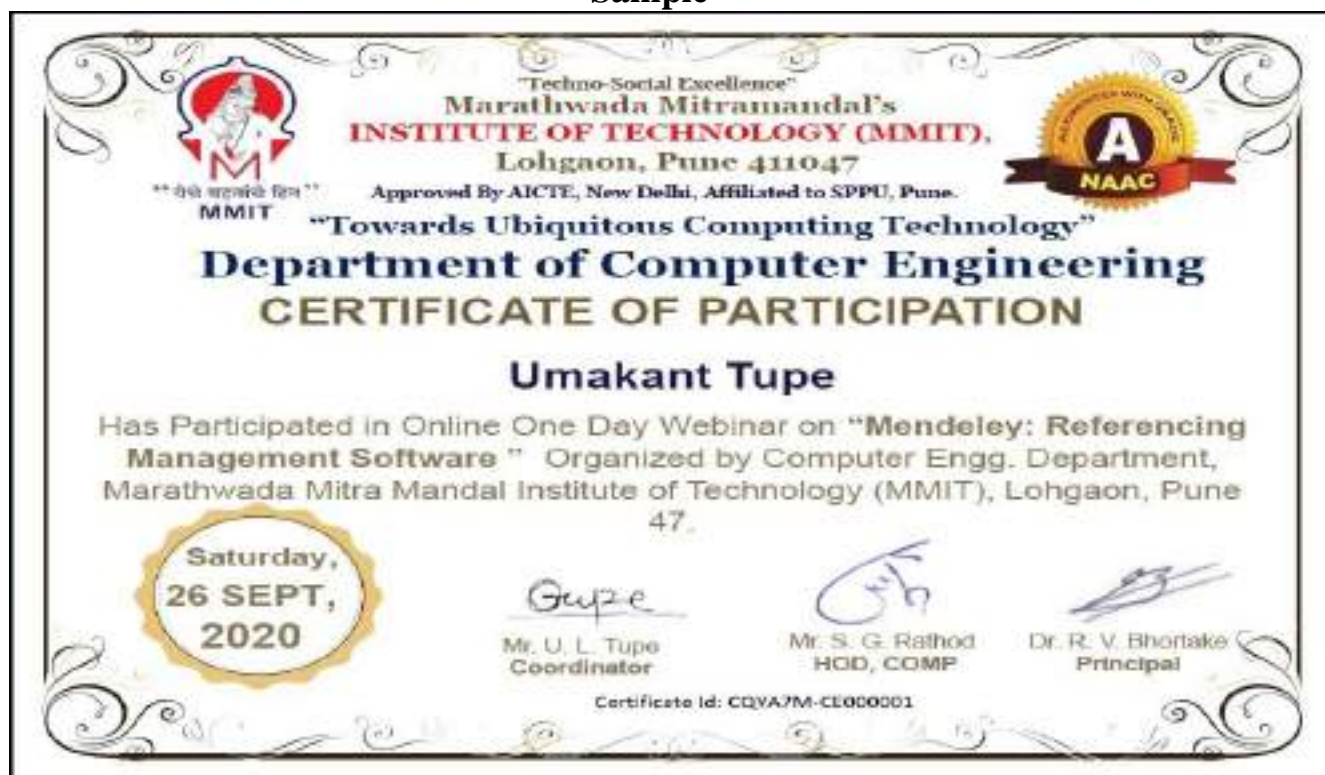 Sample
"Techno-Social Excellence"
Marathwada Mitramandal's
INSTITUTE OF TECHNOLOGY (MMIT),
Lohgaon, Pune 411047
Approved By AICTE, New Delhi, Affiliated to SPPU, Pune.
MMIT
ACCREDITED WITH GRADE
A
NAAC
"Towards Ubiquitous Computing Technology"
Department of Computer Engineering
CERTIFICATE OF PARTICIPATION
Umakant Tupe
Has Participated in Online One Day Webinar on "Mendeley: Referencing
Management Software " Organized by Computer Engg. Department,
Marathwada Mitra Mandal Institute of Technology (MMIT), Lohgaon, Pune
47.
Saturday,
26 SEPT,
2020
Mr. U. L. Tupe
Coordinator
Mr. S. G. Rathod
HOD, COMP
Dr. R. V. Bhortake
Principal
Certificate Id: CQYA7M-CE000001